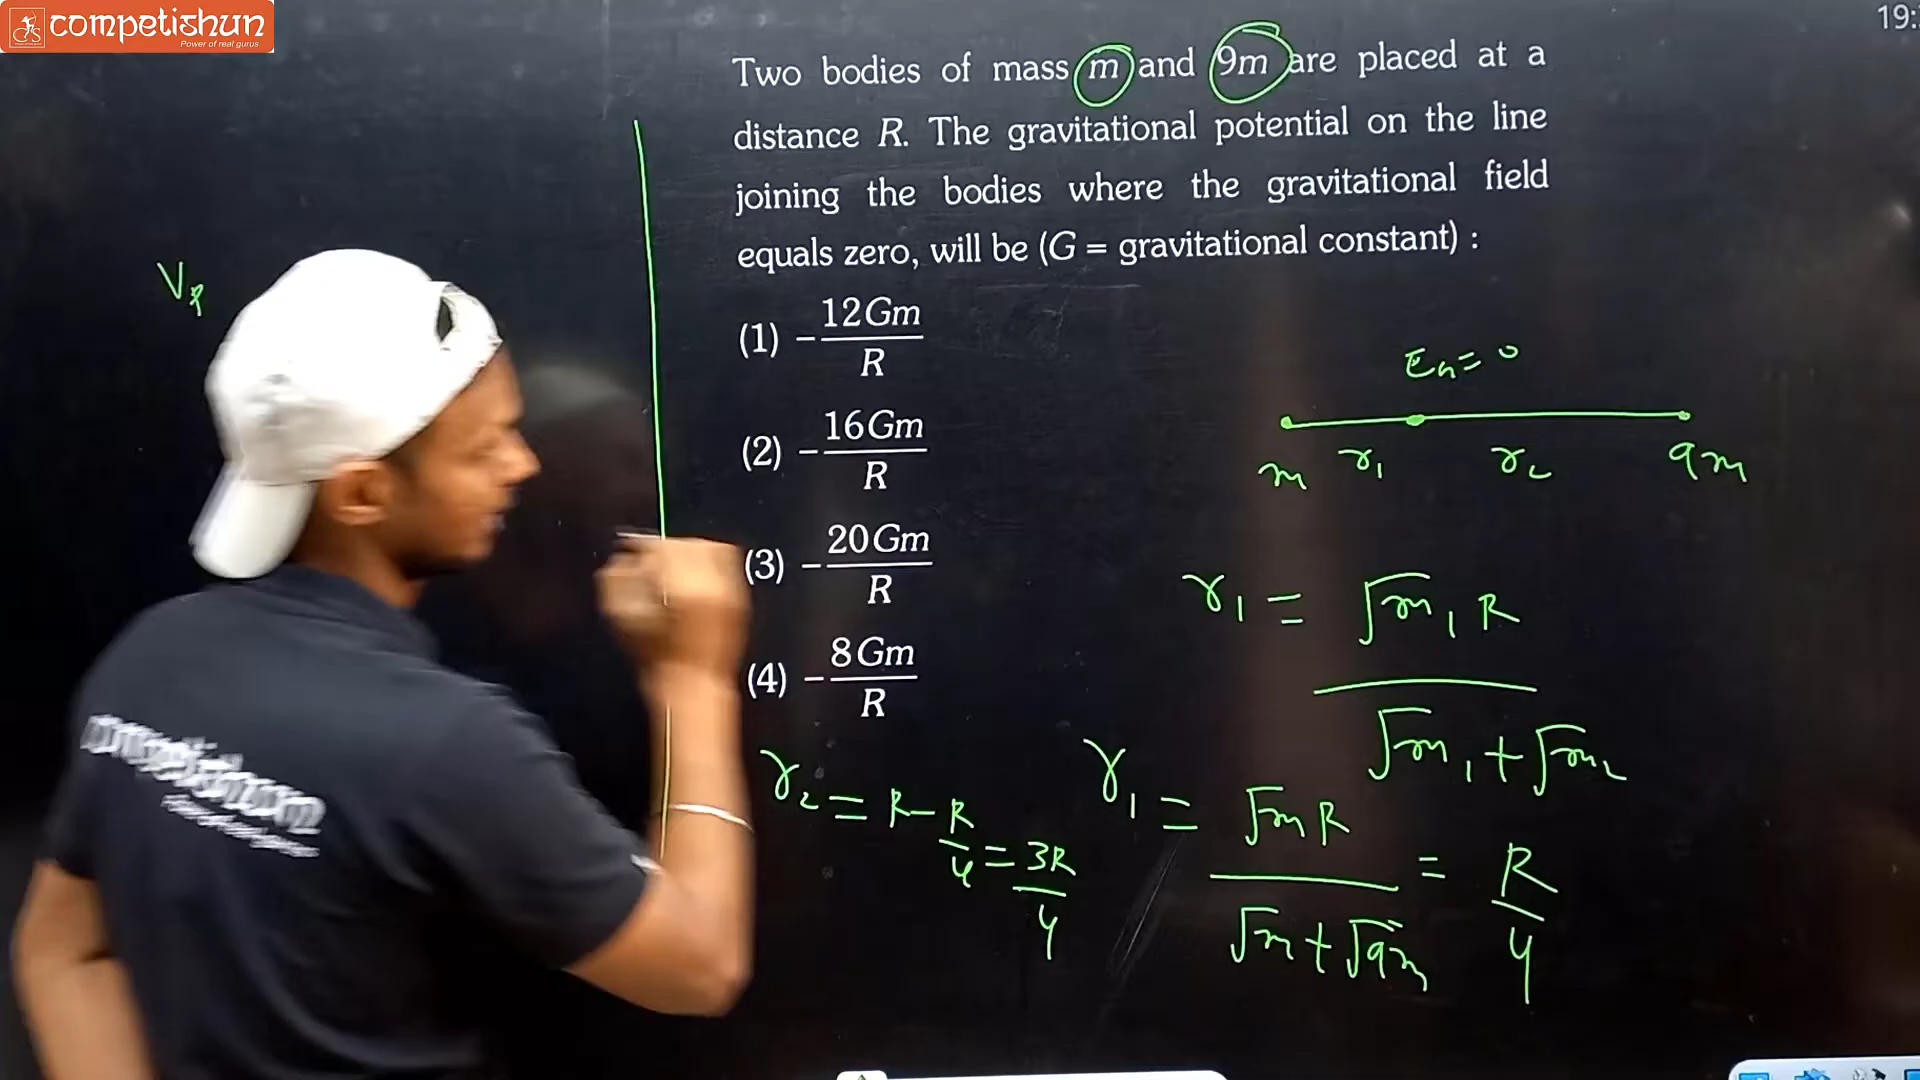 competishun
Power of real gurus
19:
Two bodies of mass m and 9m are placed at a
distance R. The gravitational potential on the line
joining the bodies where the gravitational field
equals zero, will be (G = gravitational constant) :
(1) -12Gm/R
(2) -16Gm/R
(3) -20Gm/R
(4) -8Gm/R
V_P
E_n = 0
m r₁ r₂ 9m
r₁ = √m₁ R / √m₁ + √m₂
r₂ = R - R/4 = 3R/4
r₁ = √m R / √m + √9m = R/4
competishun